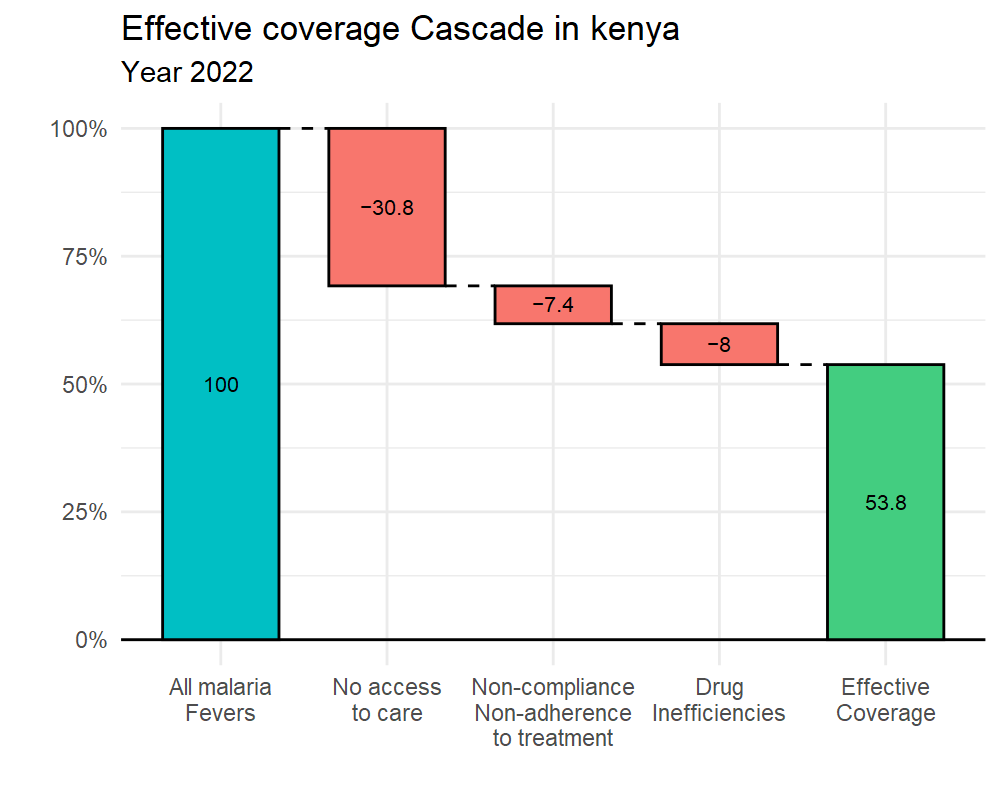 Effective coverage Cascade in kenya
Year 2022
100%
75%
50%
25%
0%
100
−30.8
−7.4
−8
53.8
All malaria
Fevers
No access
to care
Non-compliance
Non-adherence
to treatment
Drug
Inefficiencies
Effective
Coverage